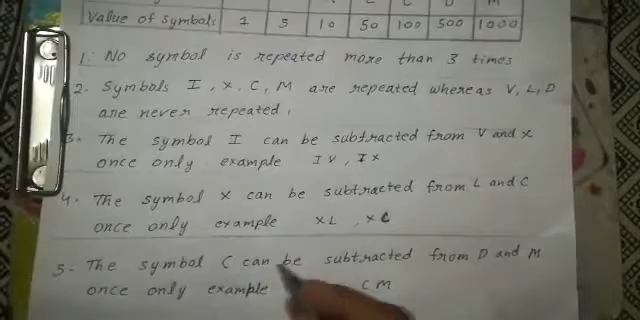 Value of symbols 1 5 10 50 100 500 1000
1. No symbol is repeated more than 3 times
2. Symbols I, X, C, M are repeated whereas V, L, D
are never repeated.
3. The symbol I can be subtracted from V and X
once only example IV, IX
4. The symbol X can be subtracted from L and C
once only example XL, XC
5- The symbol C can be subtracted from D and M
once only example CM